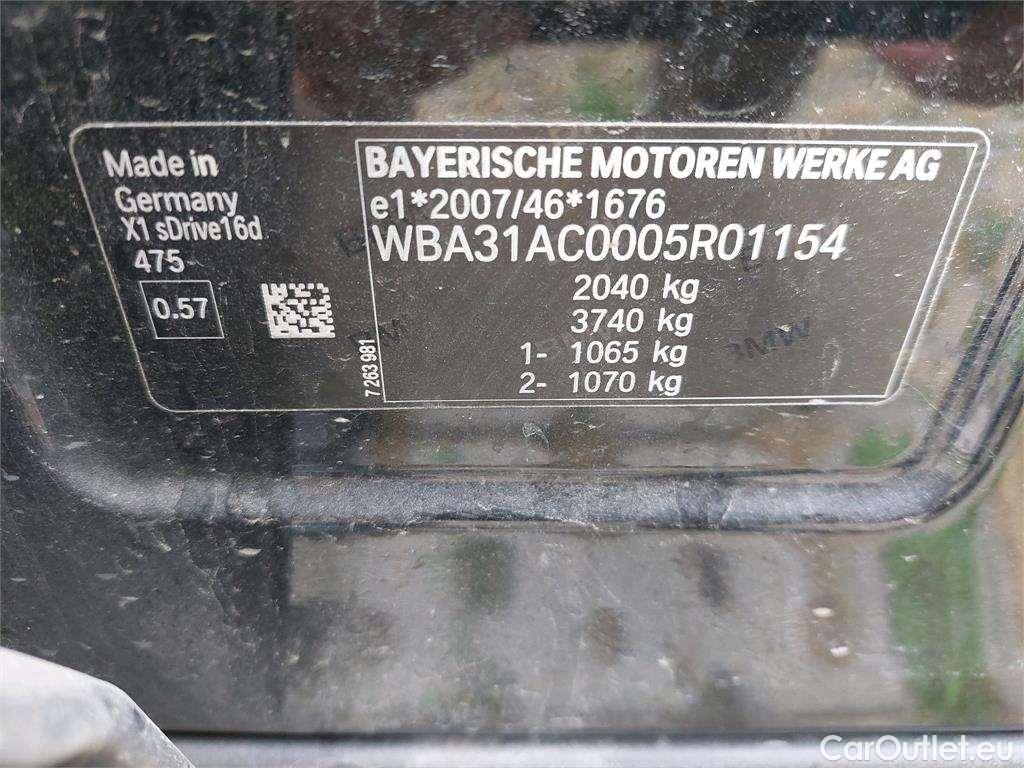 Made in
Germany
X1 sDrive16d
475
0.57
7 263 981
BAYERISCHE MOTOREN WERKE AG
e1*2007/46*1676
WBA31AC0005R01154
2040 kg
3740 kg
1- 1065 kg
2- 1070 kg
BMW
CarOutlet.eu